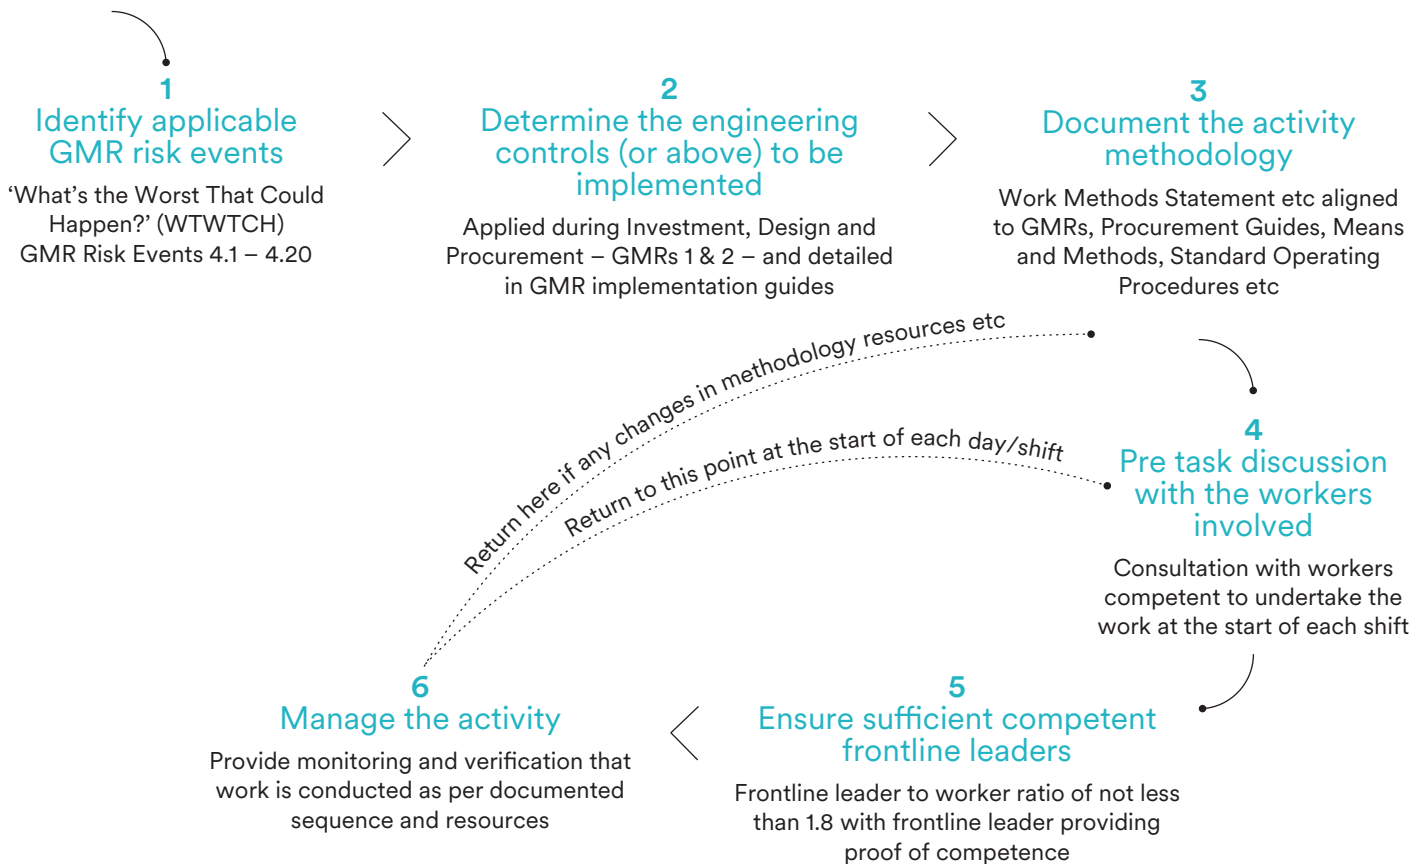 1
Identify applicable
GMR risk events
‘What’s the Worst That Could
Happen?’ (WTWTCH)
GMR Risk Events 4.1 – 4.20
2
Determine the engineering
controls (or above) to be
implemented
Applied during Investment, Design and
Procurement – GMRs 1 & 2 – and detailed
in GMR implementation guides
3
Document the activity
methodology
Work Methods Statement etc aligned
to GMRs, Procurement Guides, Means
and Methods, Standard Operating
Procedures etc
Return here if any changes in methodology resources etc
Return to this point at the start of each day/shift
4
Pre task discussion
with the workers
involved
Consultation with workers
competent to undertake the
work at the start of each shift
5
Ensure sufficient competent
frontline leaders
Frontline leader to worker ratio of not less
than 1.8 with frontline leader providing
proof of competence
6
Manage the activity
Provide monitoring and verification that
work is conducted as per documented
sequence and resources